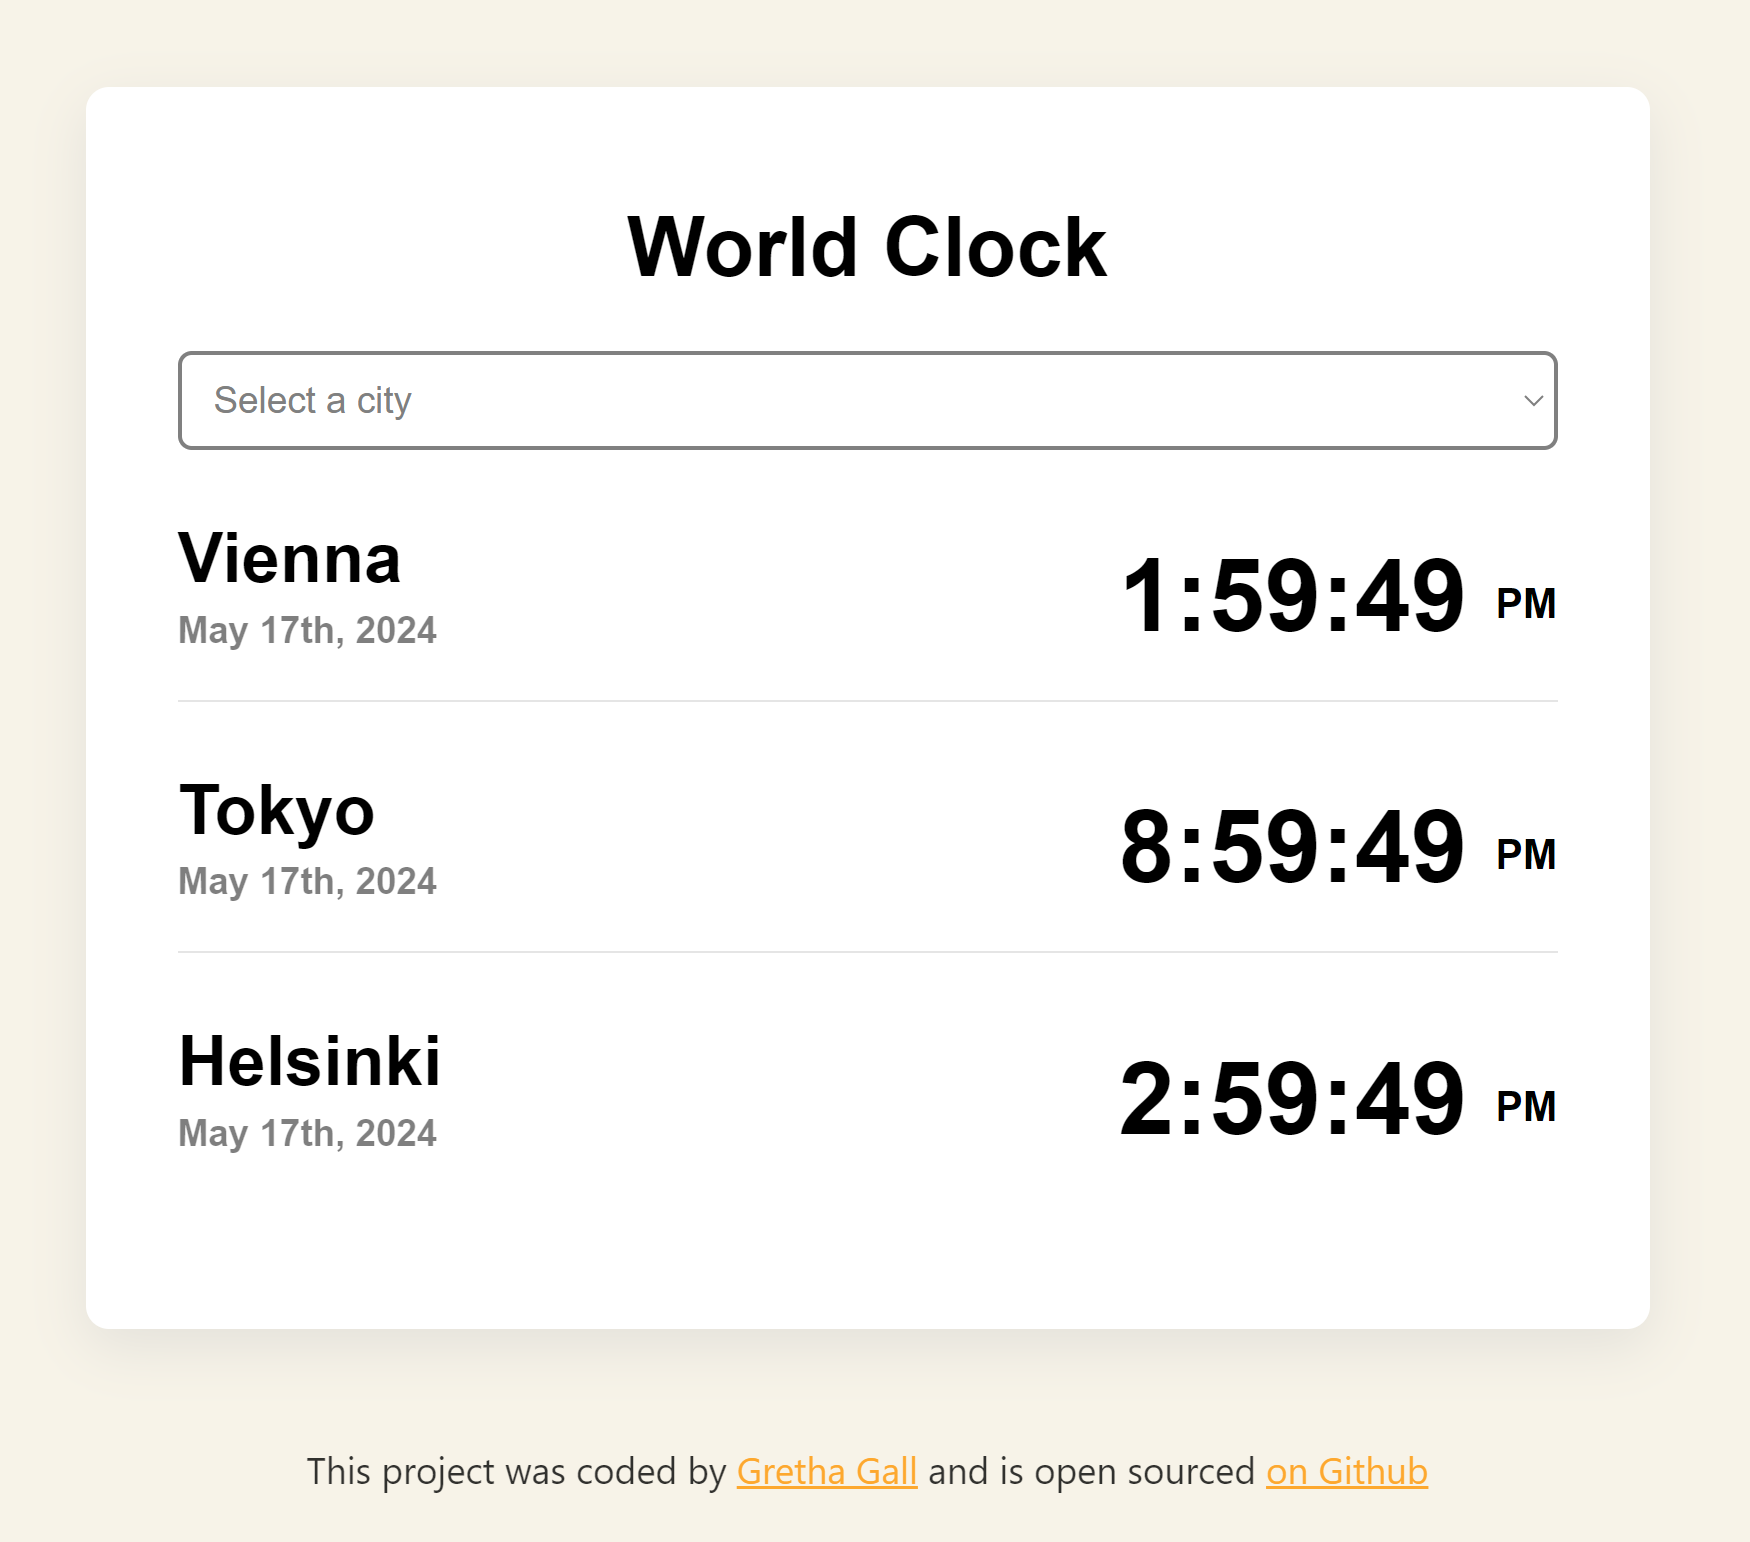 World Clock
Select a city
Vienna
May 17th, 2024
1:59:49 PM
Tokyo
May 17th, 2024
8:59:49 PM
Helsinki
May 17th, 2024
2:59:49 PM
This project was coded by Gretha Gall and is open sourced on Github